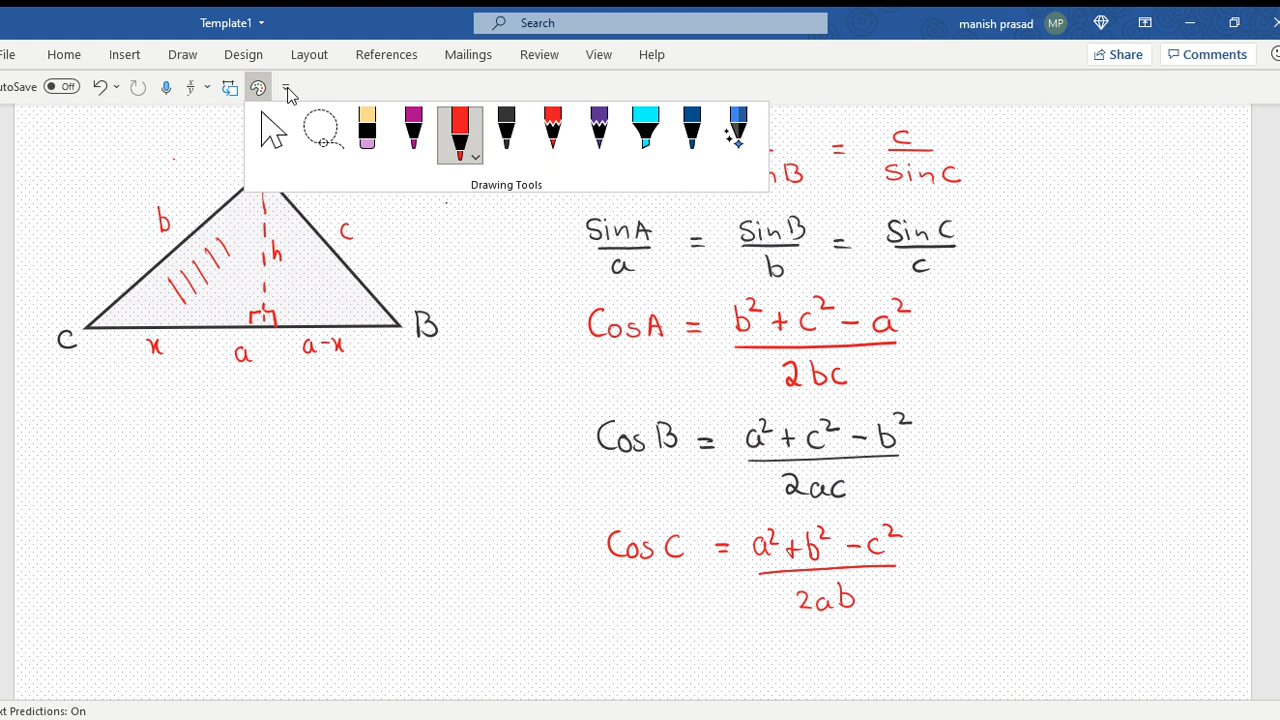 Template1
Search
manish prasad
MP
File Home Insert Draw Design Layout References Mailings Review View Help
Share
Comments
AutoSave Off
x/y
Drawing Tools
b
c
h
C
B
x
a
a-x
= c/SinC
SinA/a = SinB/b = SinC/c
CosA = b²+c²-a²/2bc
CosB = a²+c²-b²/2ac
CosC = a²+b²-c²/2ab
Predictions: On